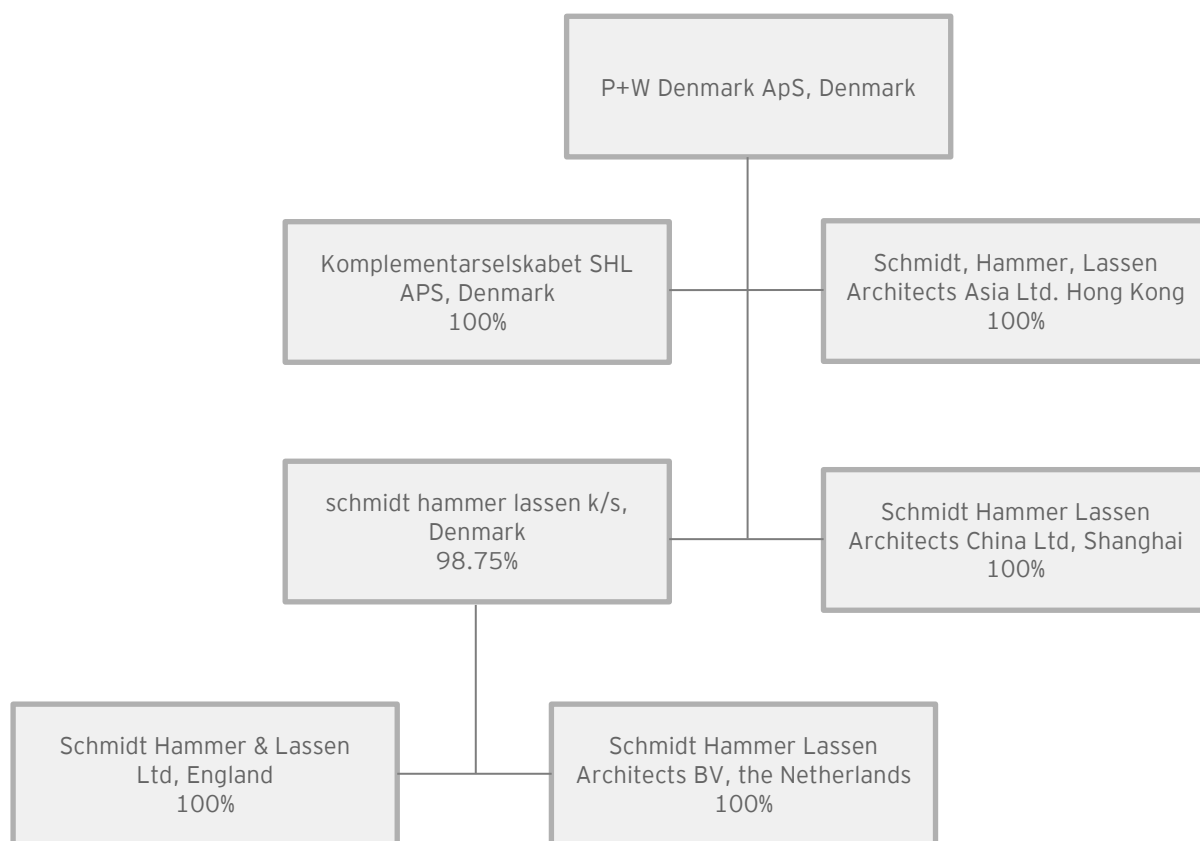 P+W Denmark ApS, Denmark
Komplementarselskabet SHL
APS, Denmark
100%
Schmidt, Hammer, Lassen
Architects Asia Ltd. Hong Kong
100%
schmidt hammer lassen k/s,
Denmark
98.75%
Schmidt Hammer Lassen
Architects China Ltd, Shanghai
100%
Schmidt Hammer & Lassen
Ltd, England
100%
Schmidt Hammer Lassen
Architects BV, the Netherlands
100%